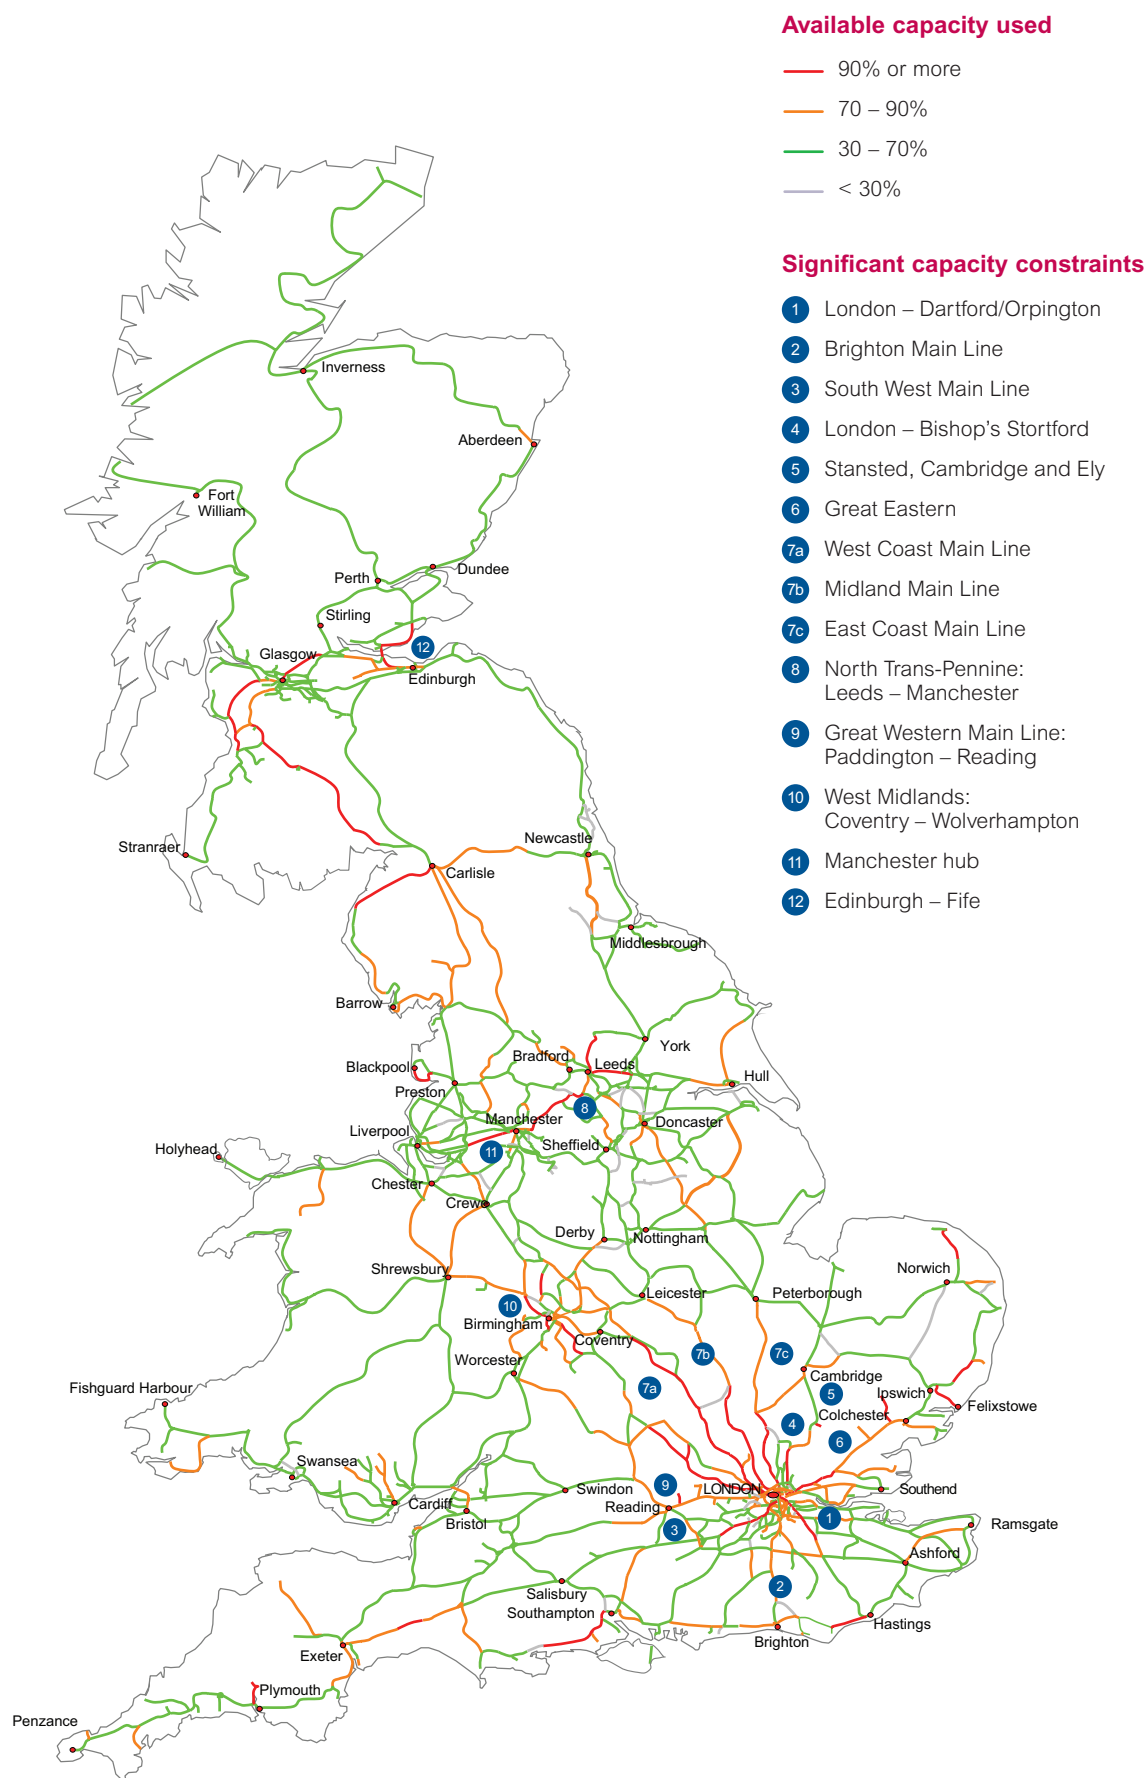 Available capacity used
90% or more
70 – 90%
30 – 70%
< 30%
Significant capacity constraints
1 London – Dartford/Orpington
2 Brighton Main Line
3 South West Main Line
4 London – Bishop's Stortford
5 Stansted, Cambridge and Ely
6 Great Eastern
7a West Coast Main Line
7b Midland Main Line
7c East Coast Main Line
8 North Trans-Pennine:
Leeds – Manchester
9 Great Western Main Line:
Paddington – Reading
10 West Midlands:
Coventry – Wolverhampton
11 Manchester hub
12 Edinburgh – Fife
Inverness
Aberdeen
Fort
William
Dundee
Perth
Stirling
12
Glasgow
Edinburgh
Newcastle
Stranraer
Carlisle
Middlesbrough
Barrow
York
Bradford
Leeds
Blackpool
Hull
Preston
8
Manchester
Doncaster
Liverpool
Sheffield
Holyhead
11
Chester
Crewe
Derby
Nottingham
Shrewsbury
Norwich
Leicester
Peterborough
10
Birmingham
Coventry
7b
7c
Worcester
Cambridge
Fishguard Harbour
7a
5
Ipswich
Felixstowe
Colchester
4
6
Swansea
9
Swindon
LONDON
Southend
Cardiff
Reading
Bristol
1
Ramsgate
3
Ashford
2
Salisbury
Southampton
Hastings
Brighton
Exeter
Plymouth
Penzance